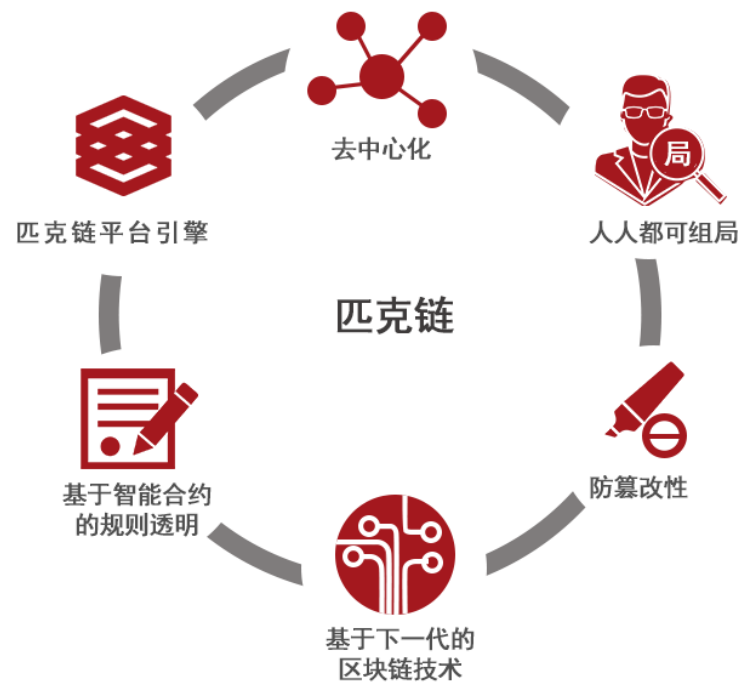 去中心化
局
人人都可组局
匹克链平台引擎
匹克链
防篡改性
基于智能合约
的规则透明
基于下一代的
区块链技术